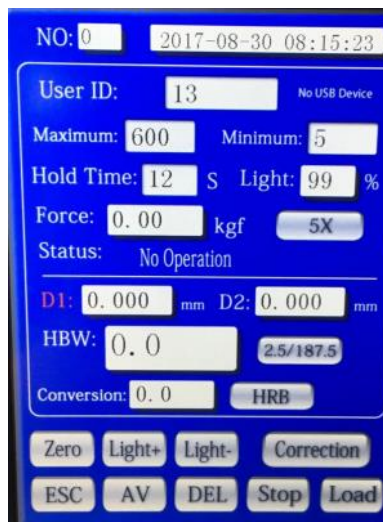 NO: 0 2017-08-30 08:15:23
User ID: 13 No USB Device
Maximum: 600 Minimum: 5
Hold Time: 12 S Light: 99 %
Force: 0.00 kgf 5X
Status: No Operation
D1: 0.000 mm D2: 0.000 mm
HBW: 0.0 2.5/187.5
Conversion: 0.0 HRB
Zero Light+ Light- Correction
ESC AV DEL Stop Load